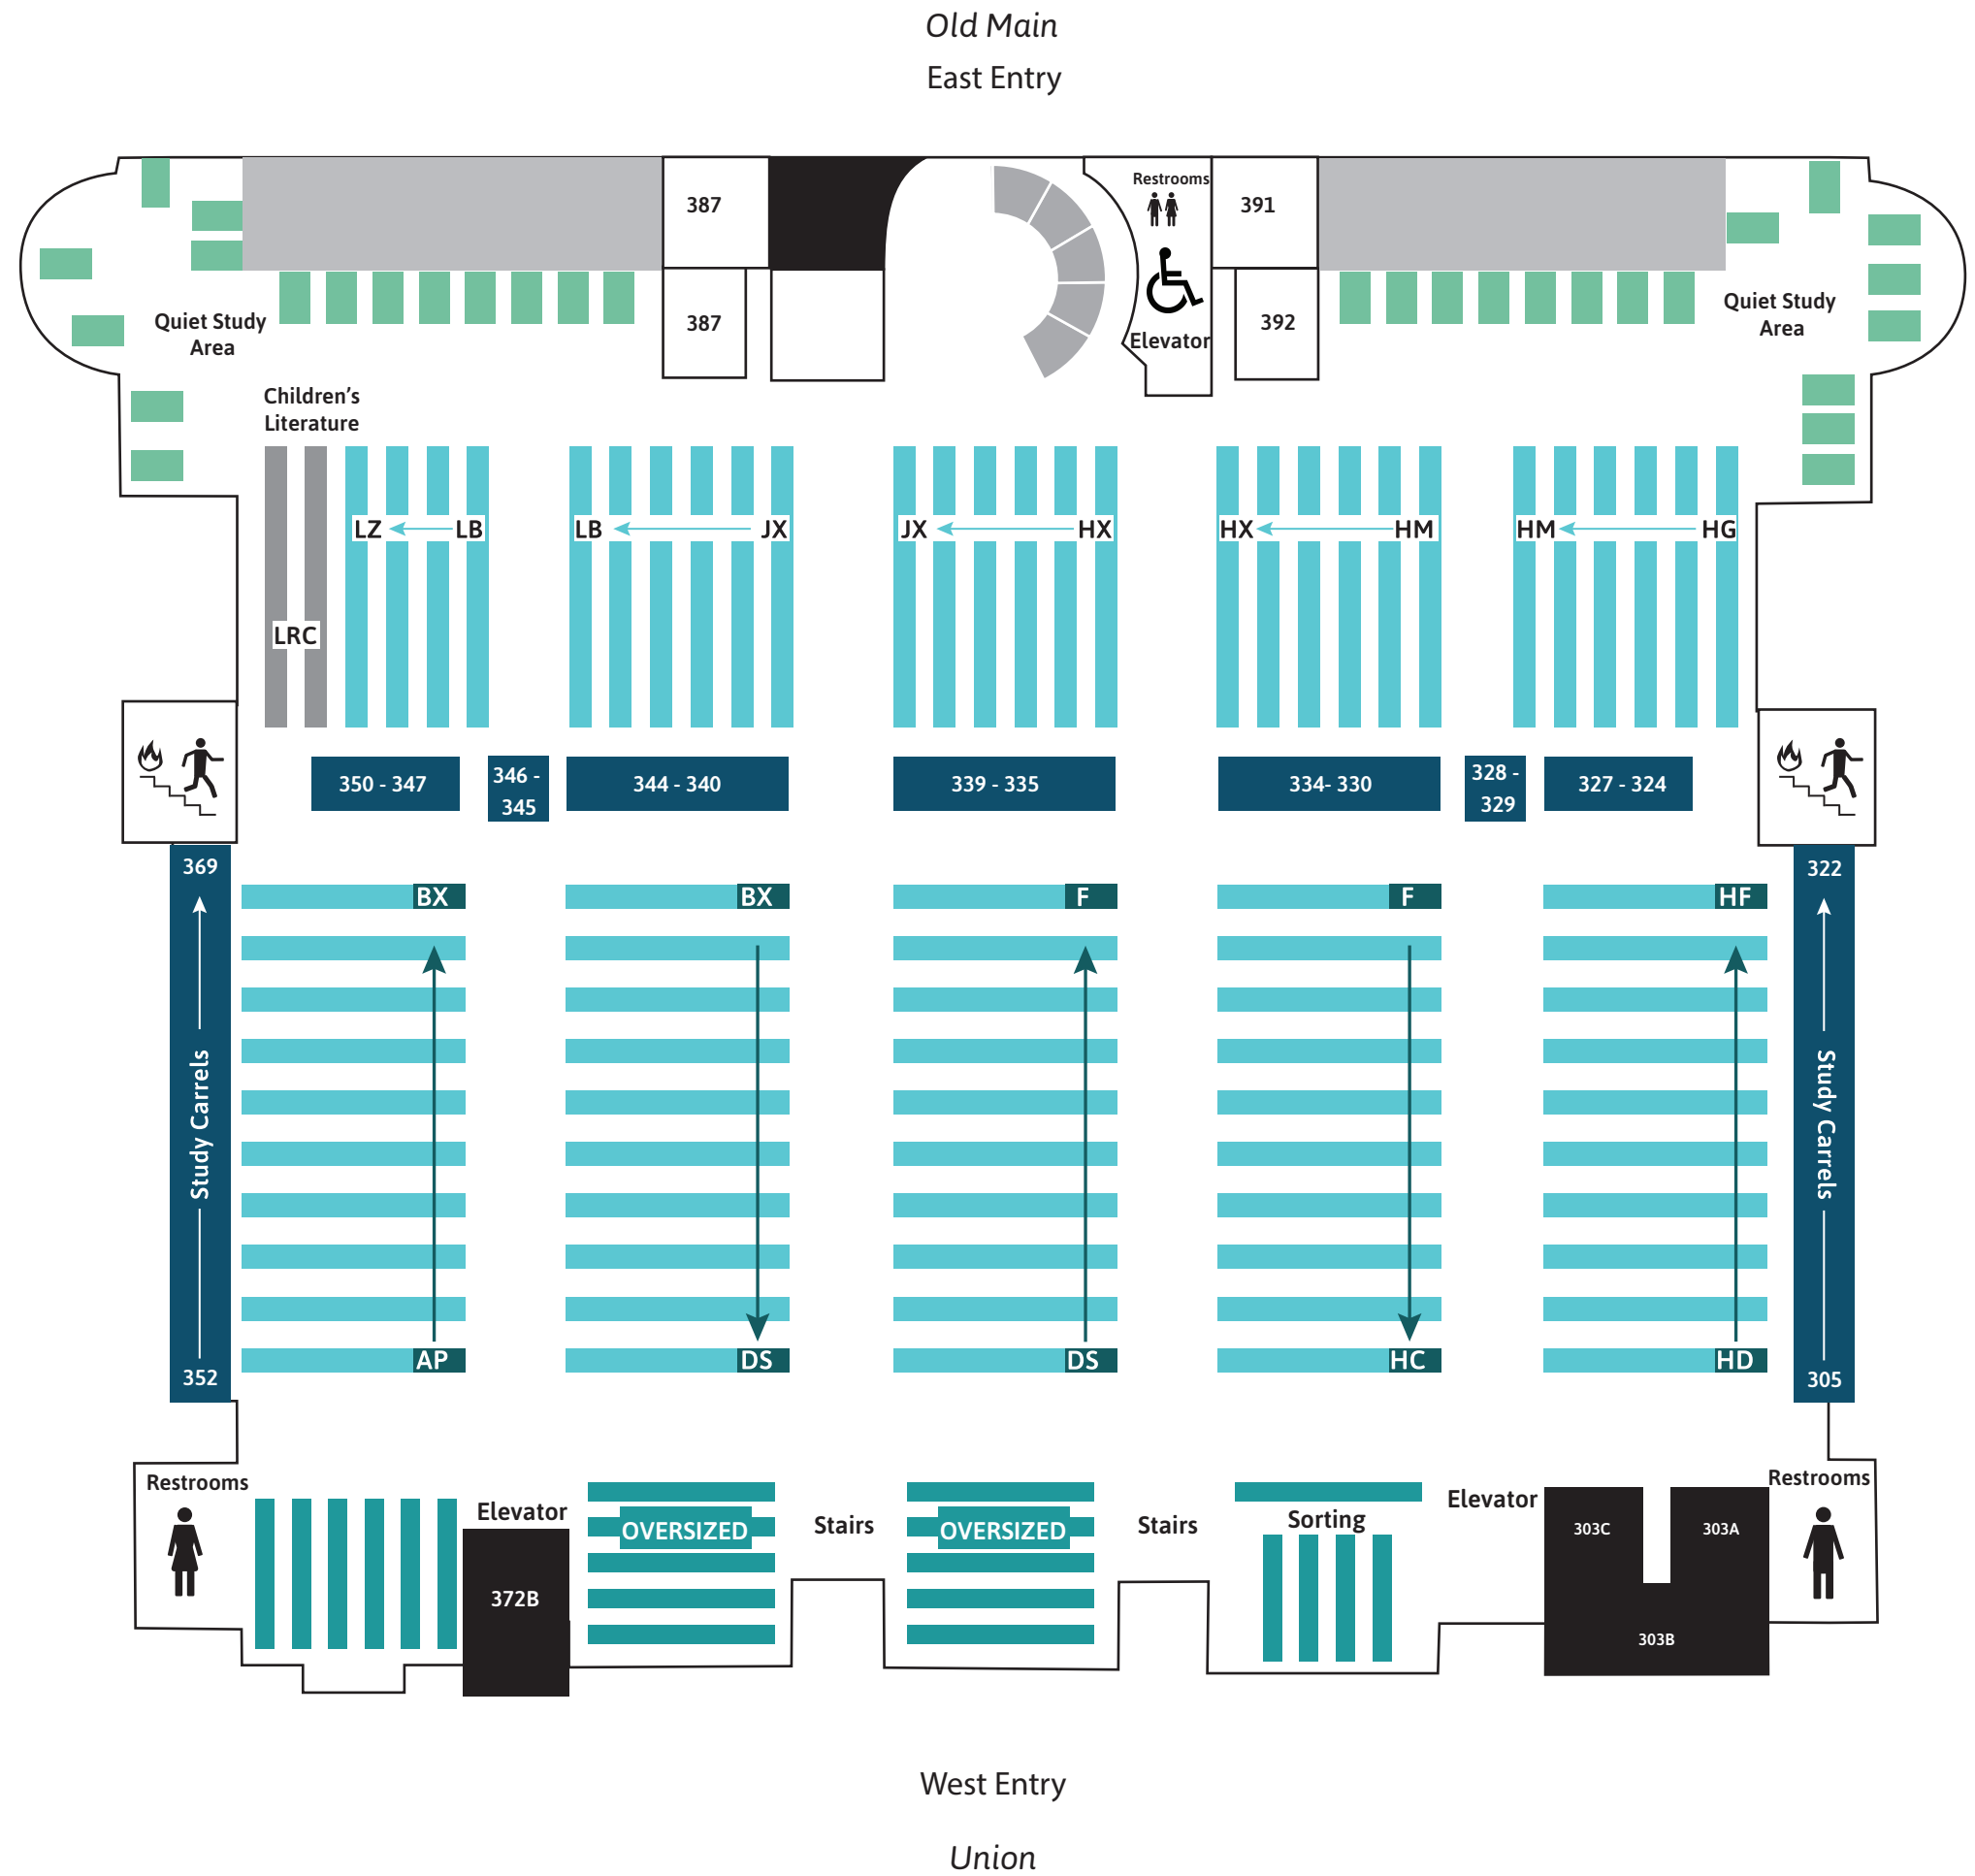 Old Main
East Entry
Restrooms
387
391
387
392
Elevator
Quiet Study
Area
Quiet Study
Area
Children's
Literature
LZ
LB
LB
JX
JX
HX
HX
HM
HM
HG
LRC
350 - 347
346 -
345
344 - 340
339 - 335
334- 330
328 -
329
327 - 324
369
322
BX
BX
F
F
HF
Study Carrels
Study Carrels
AP
DS
DS
HC
HD
352
305
Restrooms
Elevator
OVERSIZED
Stairs
OVERSIZED
Stairs
Sorting
Elevator
Restrooms
303C
303A
372B
303B
West Entry
Union